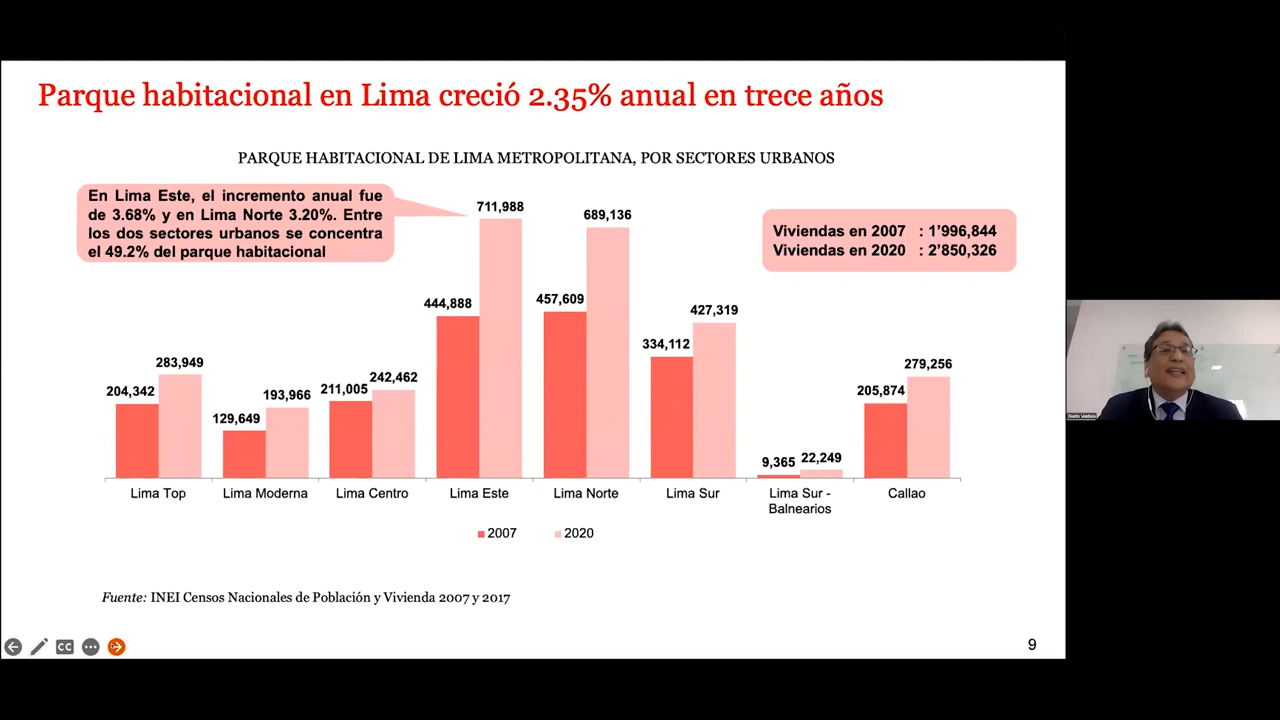 Parque habitacional en Lima creció 2.35% anual en trece años
PARQUE HABITACIONAL DE LIMA METROPOLITANA, POR SECTORES URBANOS
En Lima Este, el incremento anual fue
de 3.68% y en Lima Norte 3.20%. Entre
los dos sectores urbanos se concentra
el 49.2% del parque habitacional
Viviendas en 2007 : 1’996,844
Viviendas en 2020 : 2’850,326
204,342
283,949
129,649
193,966
211,005
242,462
444,888
711,988
457,609
689,136
334,112
427,319
9,365
22,249
205,874
279,256
Lima Top
Lima Moderna
Lima Centro
Lima Este
Lima Norte
Lima Sur
Lima Sur -
Balnearios
Callao
2007
2020
Fuente: INEI Censos Nacionales de Población y Vivienda 2007 y 2017
CC
9
Guido Valdivia